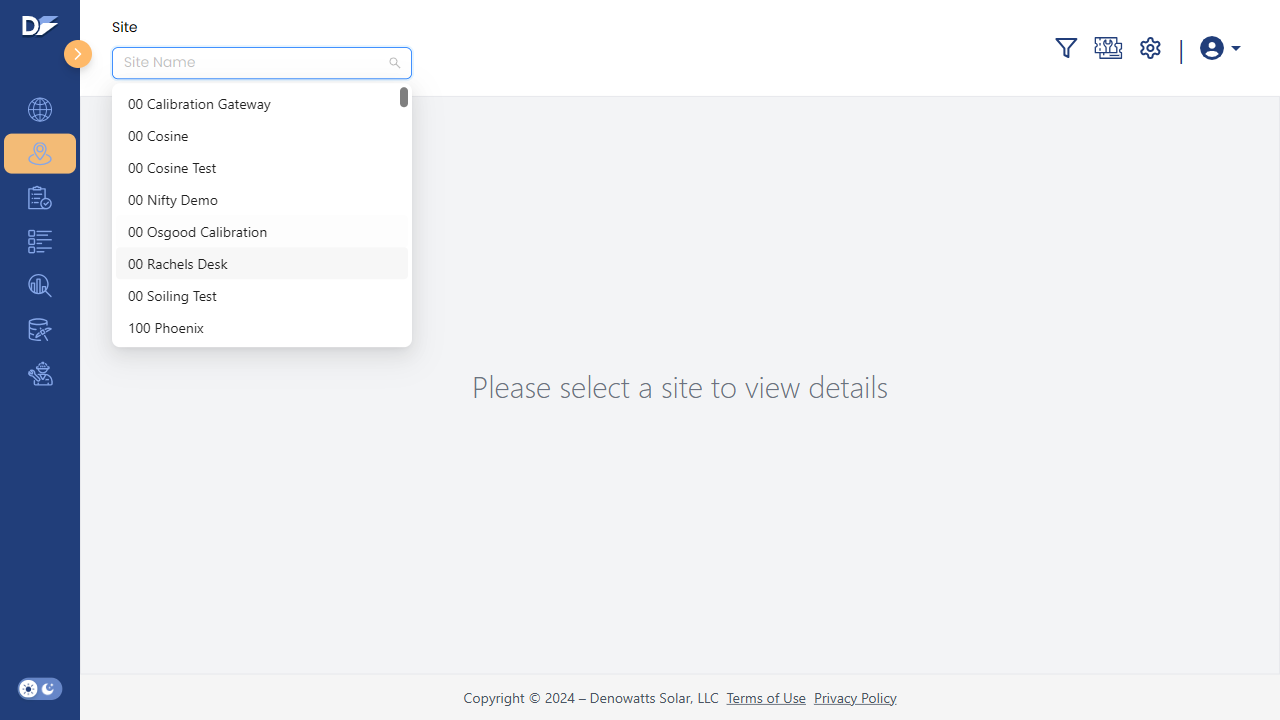 Site
Site Name
00 Calibration Gateway
00 Cosine
00 Cosine Test
00 Nifty Demo
00 Osgood Calibration
00 Rachels Desk
00 Soiling Test
100 Phoenix
Please select a site to view details
Copyright © 2024 – Denowatts Solar, LLC Terms of Use Privacy Policy